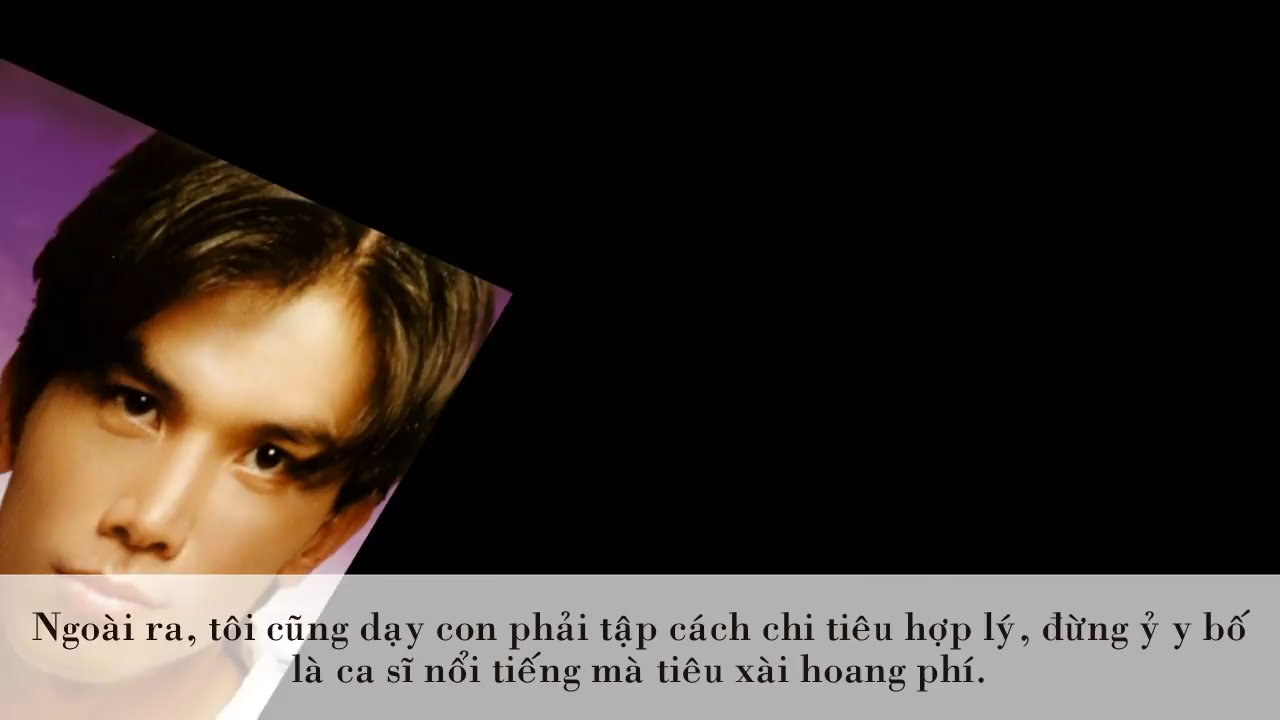 Ngoài ra, tôi cũng dạy con phải tập cách chi tiêu hợp lý, đừng ỷ y bố
là ca sĩ nổi tiếng mà tiêu xài hoang phí.